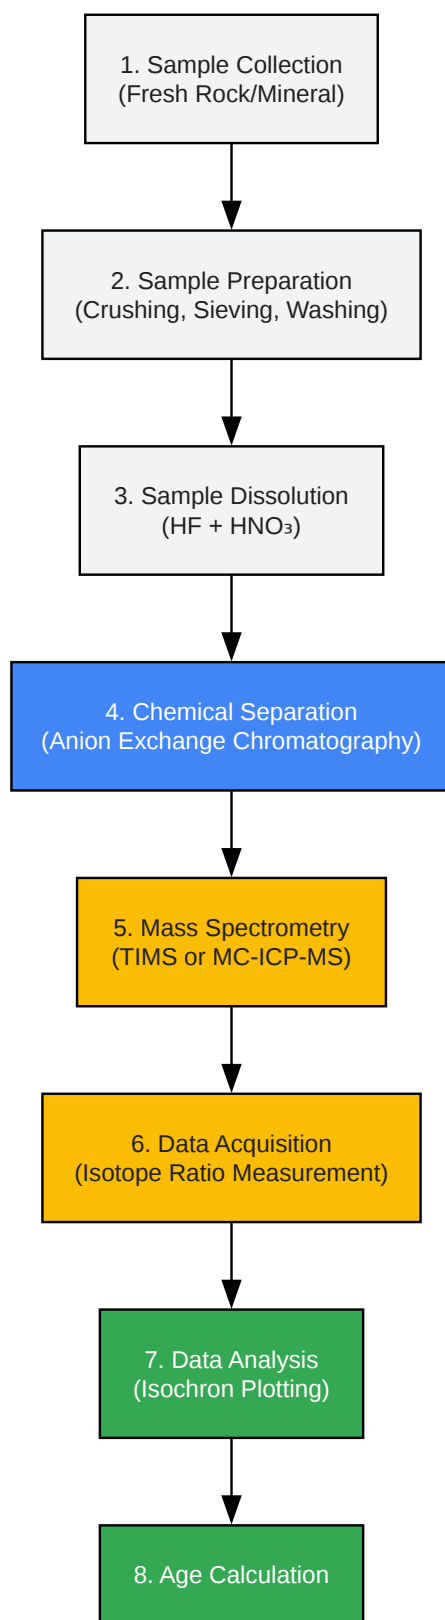 1. Sample Collection
(Fresh Rock/Mineral)
2. Sample Preparation
(Crushing, Sieving, Washing)
3. Sample Dissolution
(HF + HNO₃)
4. Chemical Separation
(Anion Exchange Chromatography)
5. Mass Spectrometry
(TIMS or MC-ICP-MS)
6. Data Acquisition
(Isotope Ratio Measurement)
7. Data Analysis
(Isochron Plotting)
8. Age Calculation